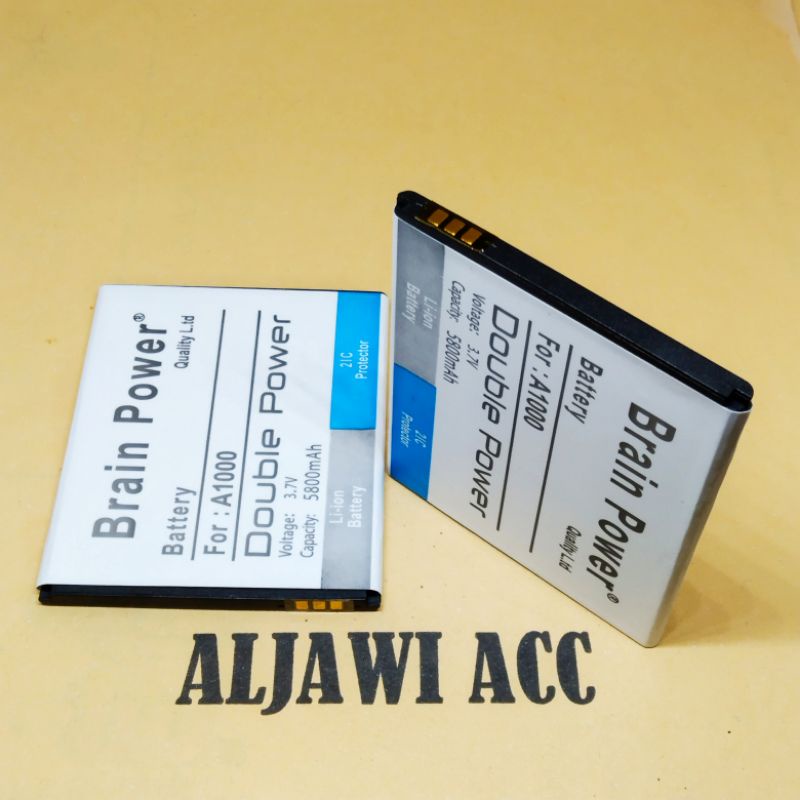 Brain Power®
Quality L.td
Battery
For : A1000
Double Power
Voltage: 3.7V
Capacity: 5800mAh
2IC
Protector
Li-ion
Battery
Brain Power®
Quality L.td
Battery
For : A1000
Double Power
Voltage: 3.7V
Capacity: 5800mAh
Li-ion
Battery
2IC
Protector
ALJAWI ACC